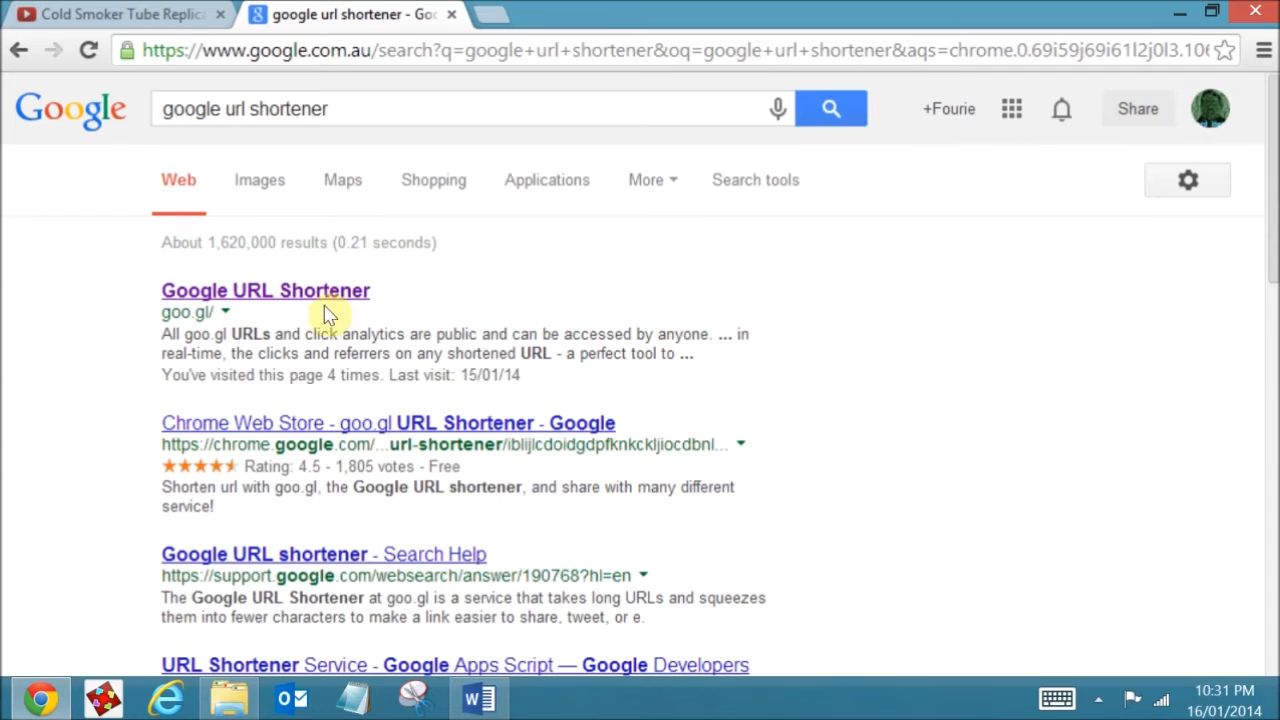 Cold Smoker Tube Replica
google url shortener - Goo
https://www.google.com.au/search?q=google+url+shortener&oq=google+url+shortener&aqs=chrome.0.69i59j69i61l2j0l3.106
Google
google url shortener
+Fourie
Share
Web
Images
Maps
Shopping
Applications
More
Search tools
About 1,620,000 results (0.21 seconds)
Google URL Shortener
goo.gl/
All goo.gl URLs and click analytics are public and can be accessed by anyone. ... in
real-time, the clicks and referrers on any shortened URL - a perfect tool to ...
You've visited this page 4 times. Last visit: 15/01/14
Chrome Web Store - goo.gl URL Shortener - Google
https://chrome.google.com/...url-shortener/iblijlcdoidgdpfknkckljiocdbnl...
Rating: 4.5 - 1,805 votes - Free
Shorten url with goo.gl, the Google URL shortener, and share with many different
service!
Google URL shortener - Search Help
https://support.google.com/websearch/answer/190768?hl=en
The Google URL Shortener at goo.gl is a service that takes long URLs and squeezes
them into fewer characters to make a link easier to share, tweet, or e.
URL Shortener Service - Google Apps Script — Google Developers
10:31 PM
16/01/2014